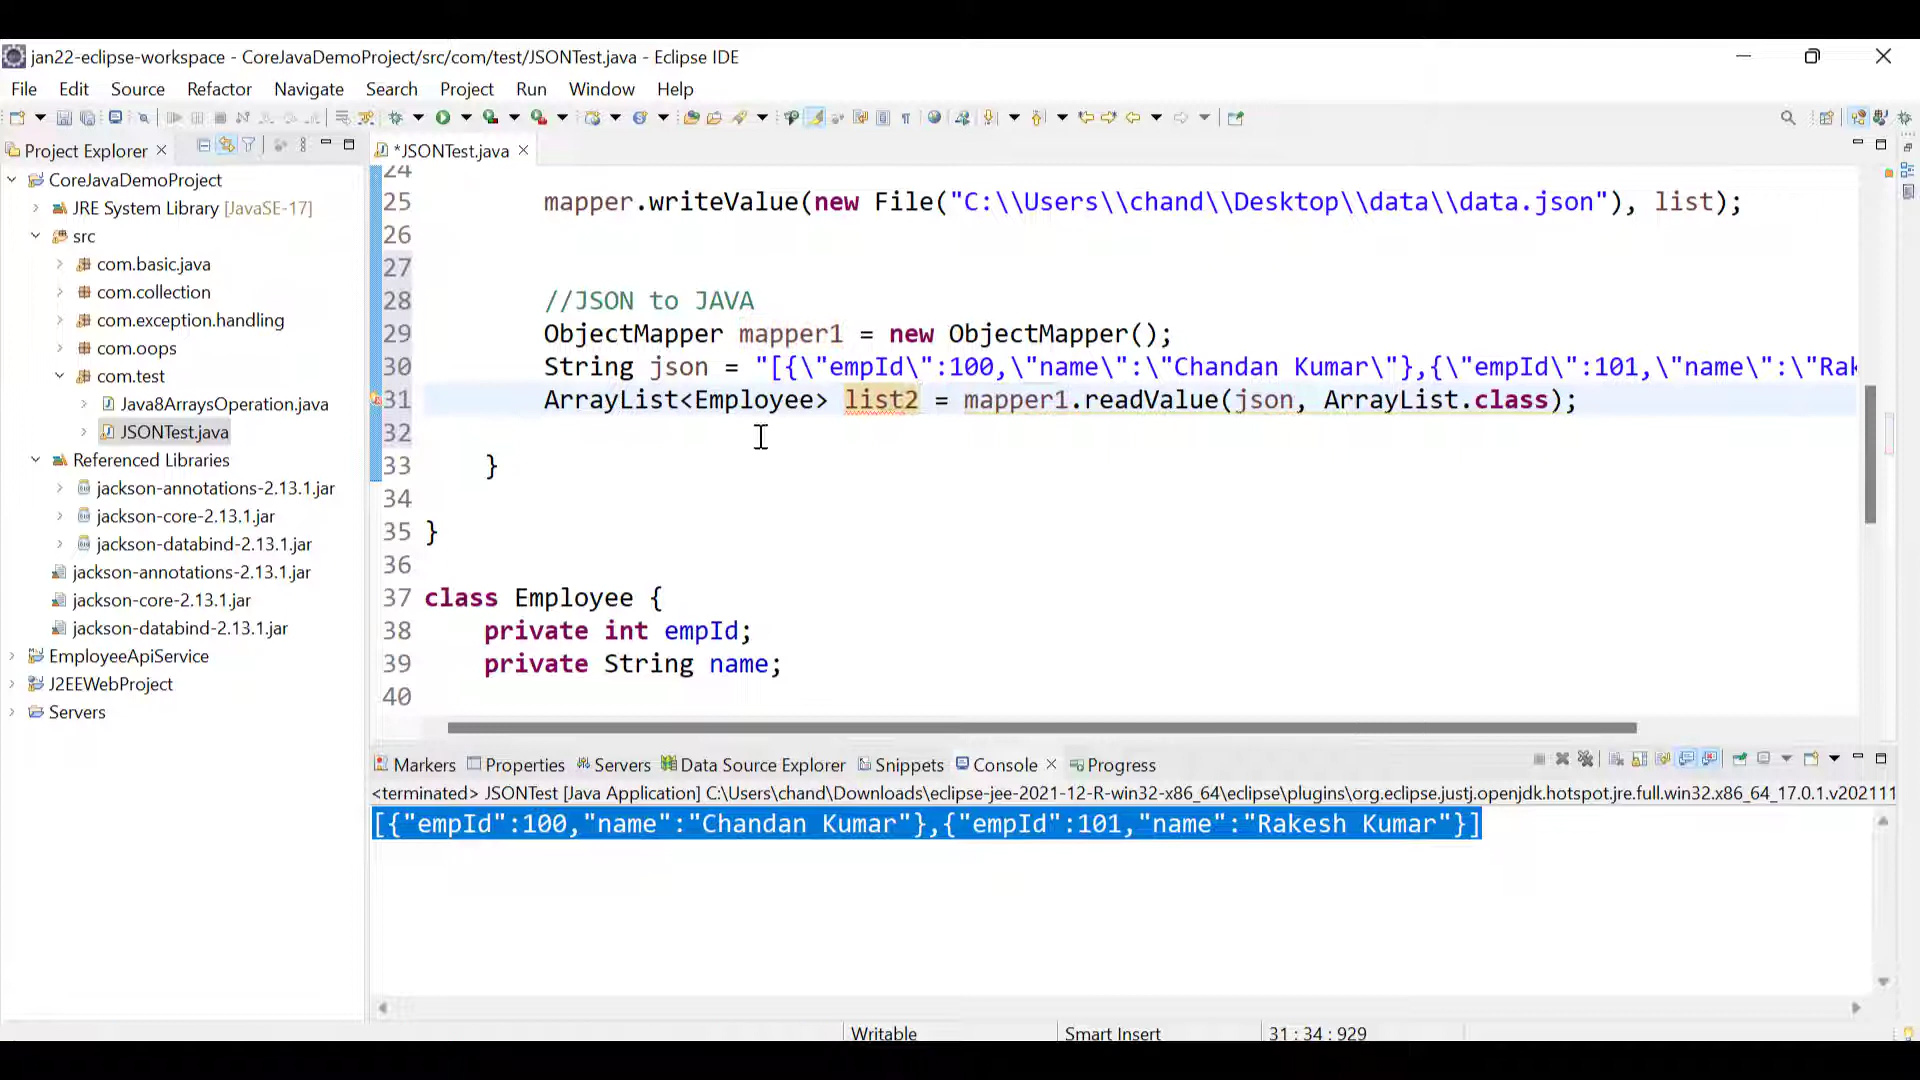 jan22-eclipse-workspace - CoreJavaDemoProject/src/com/test/JSONTest.java - Eclipse IDE
File Edit Source Refactor Navigate Search Project Run Window Help
Project Explorer
CoreJavaDemoProject
JRE System Library [JavaSE-17]
src
com.basic.java
com.collection
com.exception.handling
com.oops
com.test
Java8ArraysOperation.java
JSONTest.java
Referenced Libraries
jackson-annotations-2.13.1.jar
jackson-core-2.13.1.jar
jackson-databind-2.13.1.jar
jackson-annotations-2.13.1.jar
jackson-core-2.13.1.jar
jackson-databind-2.13.1.jar
EmployeeApiService
J2EEWebProject
Servers
*JSONTest.java
24
25 mapper.writeValue(new File("C:\\Users\\chand\\Desktop\\data\\data.json"), list);
26
27
28 //JSON to JAVA
29 ObjectMapper mapper1 = new ObjectMapper();
30 String json = "[{\"empId\":100,\"name\":\"Chandan Kumar\"},{\"empId\":101,\"name\":\"Rak
31 ArrayList<Employee> list2 = mapper1.readValue(json, ArrayList.class);
32
33 }
34
35 }
36
37 class Employee {
38 private int empId;
39 private String name;
40
Markers Properties Servers Data Source Explorer Snippets Console Progress
<terminated> JSONTest [Java Application] C:\Users\chand\Downloads\eclipse-jee-2021-12-R-win32-x86_64\eclipse\plugins\org.eclipse.justj.openjdk.hotspot.jre.full.win32.x86_64_17.0.1.v202111
[{"empId":100,"name":"Chandan Kumar"},{"empId":101,"name":"Rakesh Kumar"}]
Writable Smart Insert 31 : 34 : 929